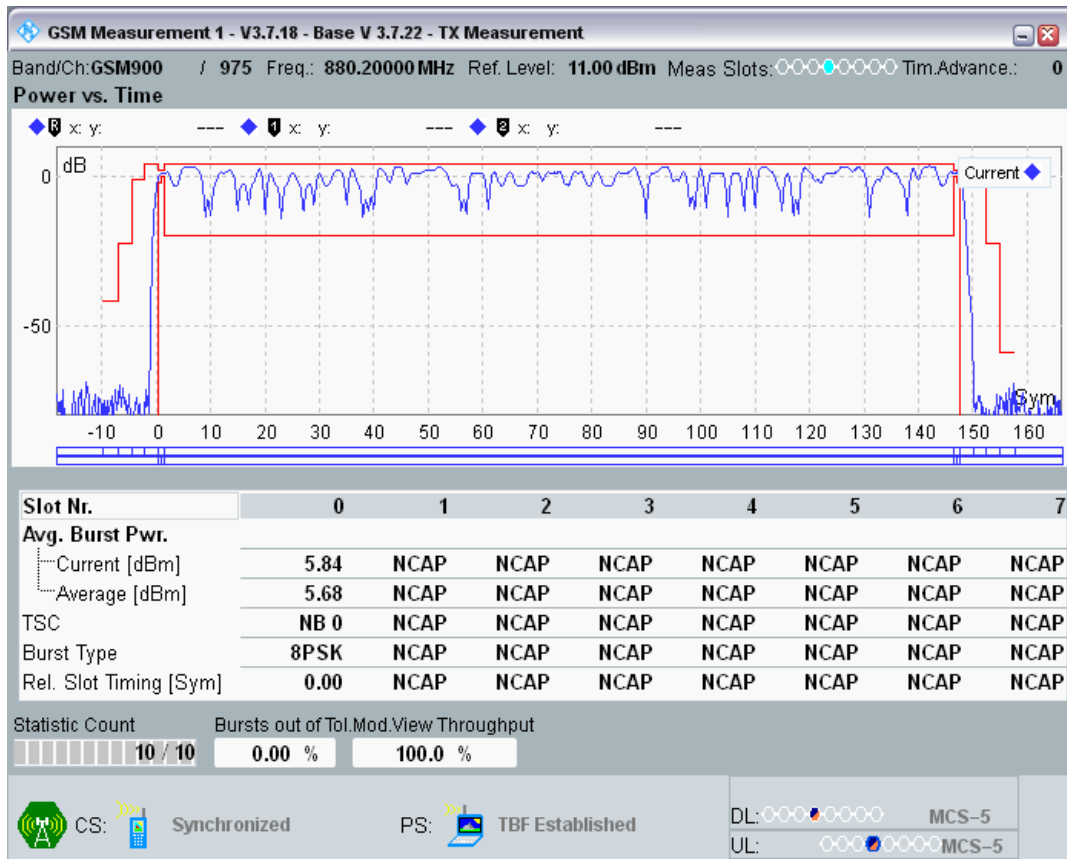 GSM Measurement 1 - V3.7.18 - Base V 3.7.22 - TX Measurement
Band/Ch:GSM900 / 975 Freq.: 880.20000 MHz Ref. Level: 11.00 dBm Meas Slots: Tim.Advance.: 0
Power vs. Time
R x: y: --- 1 x: y: --- 2 x: y: ---
dB
Current
0
-50
Sym
-10 0 10 20 30 40 50 60 70 80 90 100 110 120 130 140 150 160
Slot Nr. 0 1 2 3 4 5 6 7
Avg. Burst Pwr.
Current [dBm] 5.84 NCAP NCAP NCAP NCAP NCAP NCAP NCAP
Average [dBm] 5.68 NCAP NCAP NCAP NCAP NCAP NCAP NCAP
TSC NB 0 NCAP NCAP NCAP NCAP NCAP NCAP NCAP
Burst Type 8PSK NCAP NCAP NCAP NCAP NCAP NCAP NCAP
Rel. Slot Timing [Sym] 0.00 NCAP NCAP NCAP NCAP NCAP NCAP NCAP
Statistic Count Bursts out of Tol.Mod.View Throughput
10 / 10 0.00 % 100.0 %
CS: Synchronized PS: TBF Established DL: MCS-5
UL: MCS-5